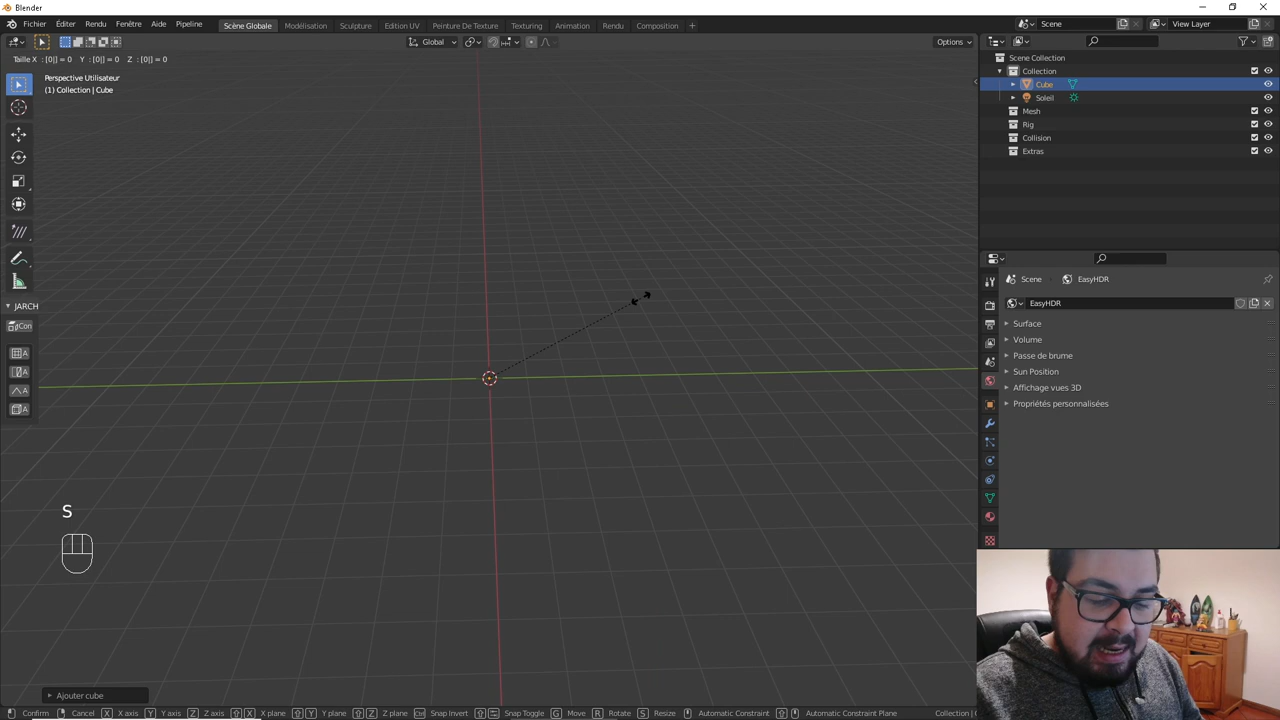 Blender
Fichier Éditer Rendu Fenêtre Aide Pipeline Scène Globale Modélisation Sculpture Edition UV Peinture De Texture Texturing Animation Rendu Composition + Scene View Layer
Global Options
Taille X : [0|] = 0 Y : [0|] = 0 Z : [0|] = 0
Perspective Utilisateur
(1) Collection | Cube
Scene Collection
Collection
Cube
Soleil
Mesh
Rig
Collision
Extras
Scene EasyHDR
EasyHDR
Surface
Volume
Passe de brume
Sun Position
Affichage vues 3D
Propriétés personnalisées
JARCH
Con
A
A
A
A
S
Ajouter cube
Confirm Cancel X X axis Y Y axis Z Z axis X X plane Y Y plane Z Z plane Snap Invert Snap Toggle G Move R Rotate S Resize Automatic Constraint Automatic Constraint Plane Collection | C